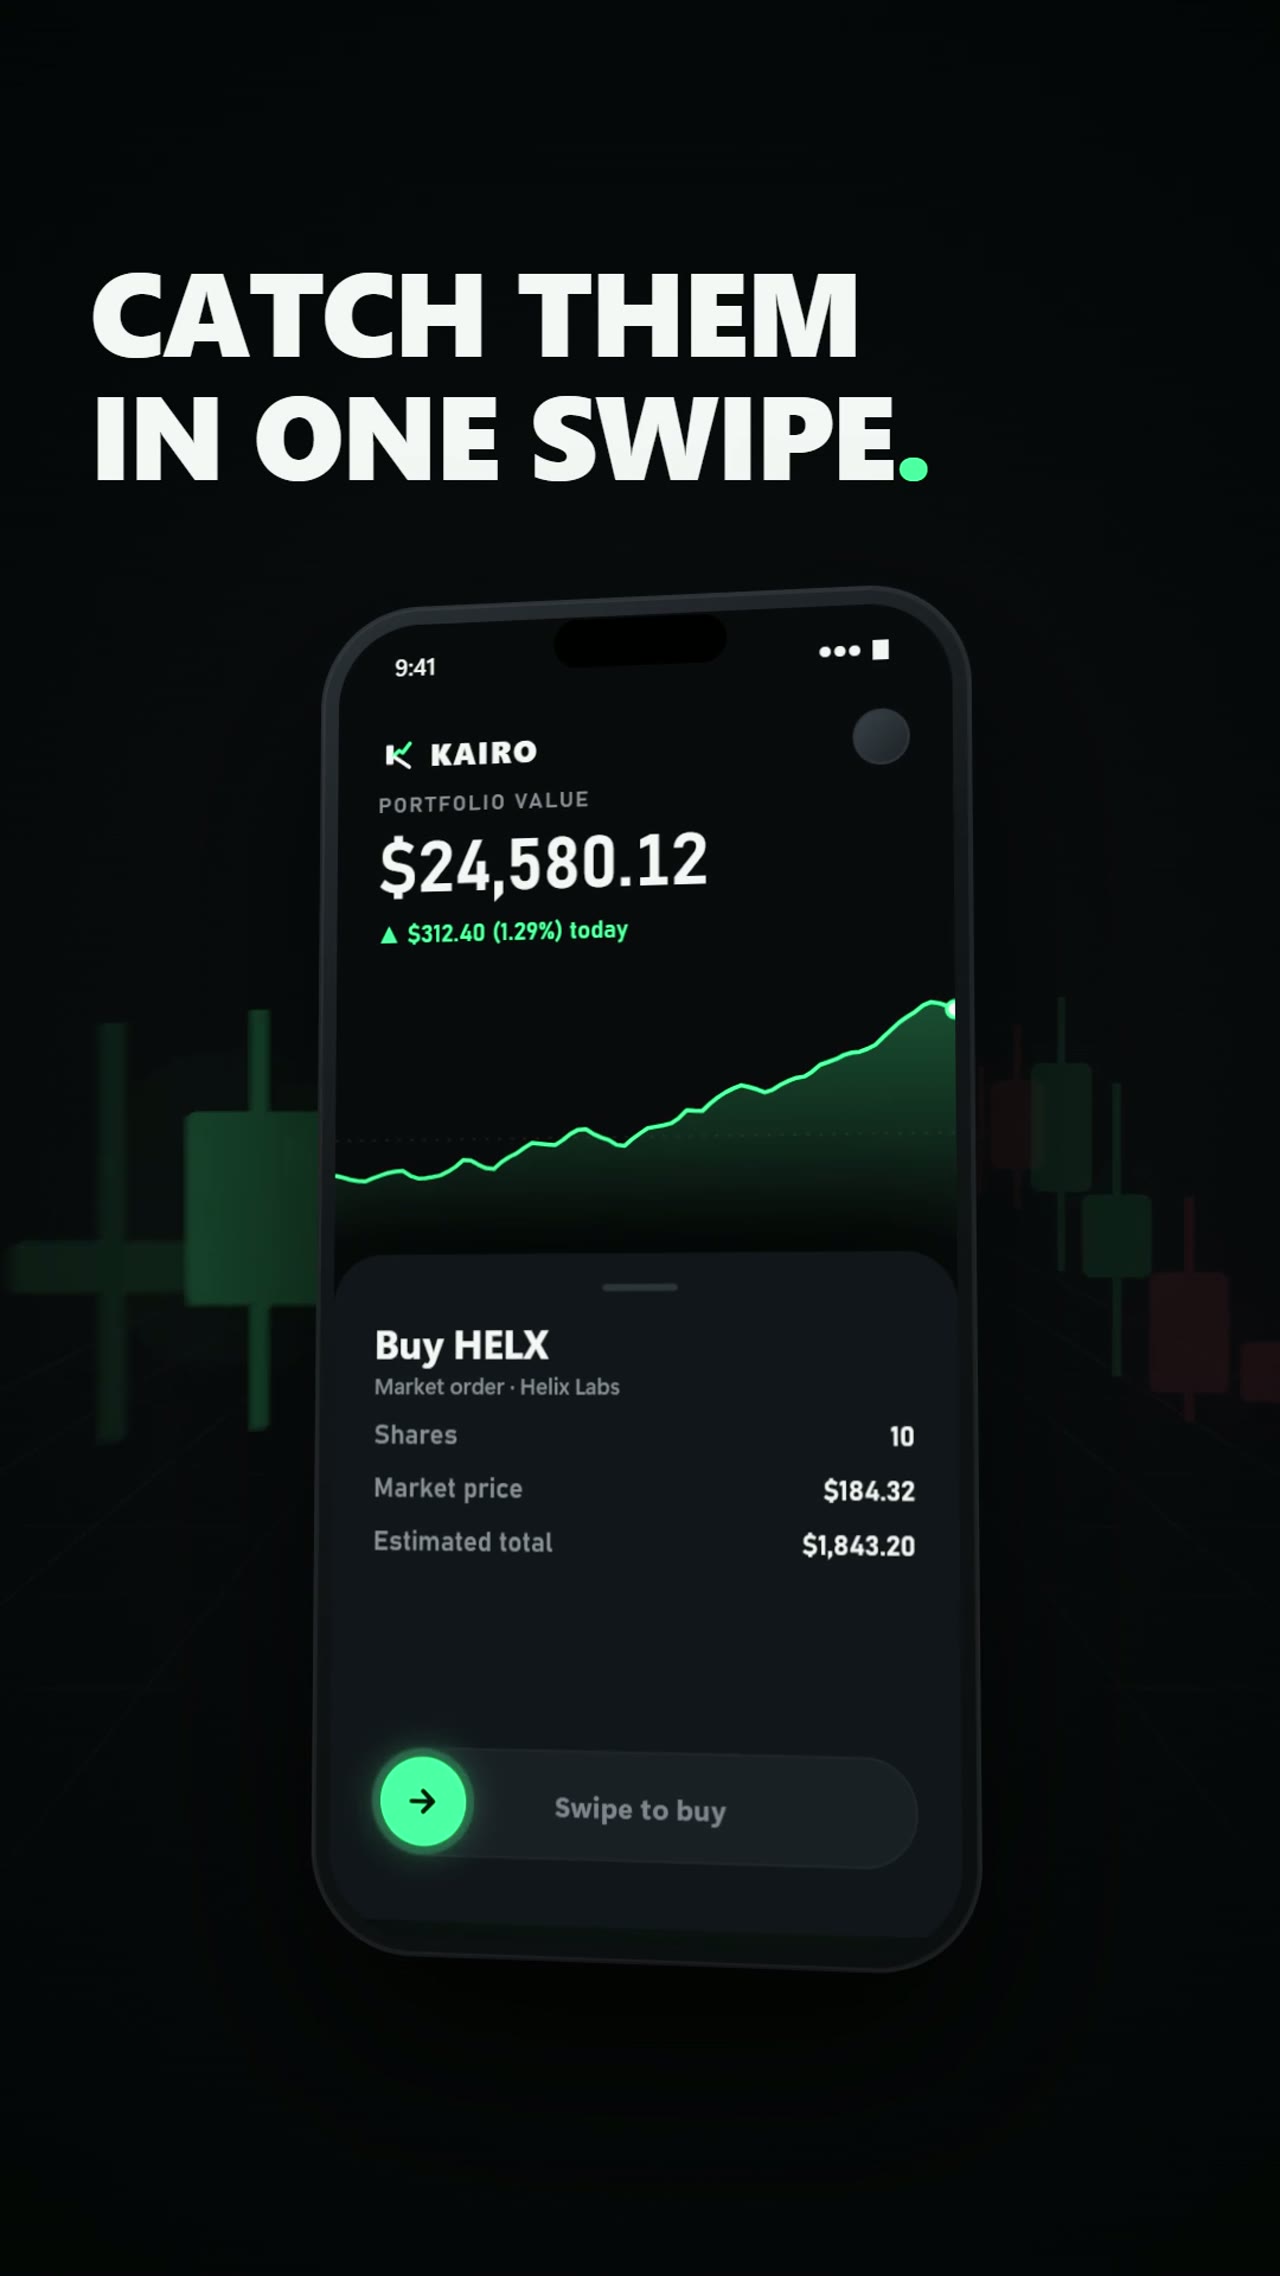 CATCH THEM
IN ONE SWIPE.
9:41
KAIRO
PORTFOLIO VALUE
$24,580.12
▲ $312.40 (1.29%) today
Buy HELX
Market order · Helix Labs
Shares 10
Market price $184.32
Estimated total $1,843.20
Swipe to buy